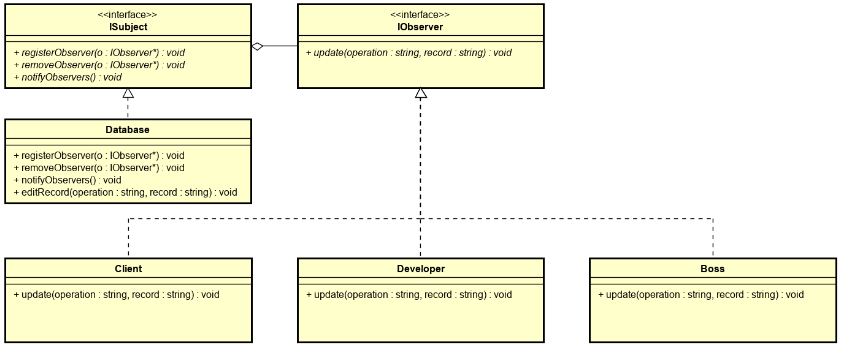 <<interface>>
ISubject
+ registerObserver(o : IObserver*) : void
+ removeObserver(o : IObserver*) : void
+ notifyObservers() : void
<<interface>>
IObserver
+ update(operation : string, record : string) : void
Database
+ registerObserver(o : IObserver*) : void
+ removeObserver(o : IObserver*) : void
+ notifyObservers() : void
+ editRecord(operation : string, record : string) : void
Client
+ update(operation : string, record : string) : void
Developer
+ update(operation : string, record : string) : void
Boss
+ update(operation : string, record : string) : void